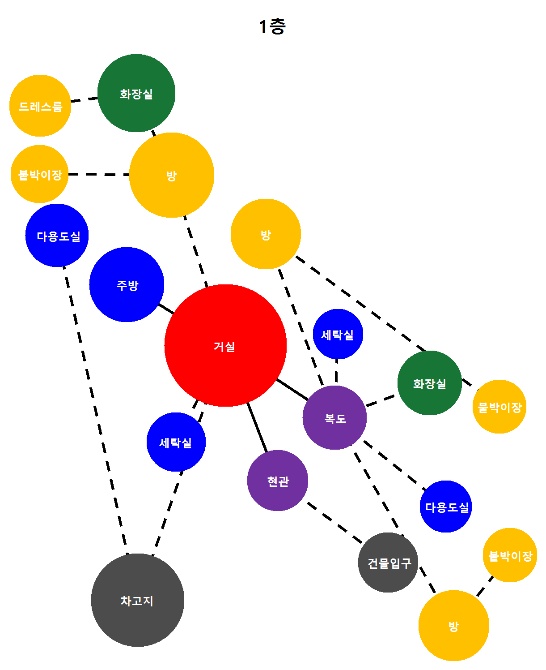 1층
화장실
드레스룸
붙박이장
방
다용도실
방
주방
세탁실
거실
화장실
붙박이장
복도
세탁실
현관
다용도실
건물입구
붙박이장
차고지
방